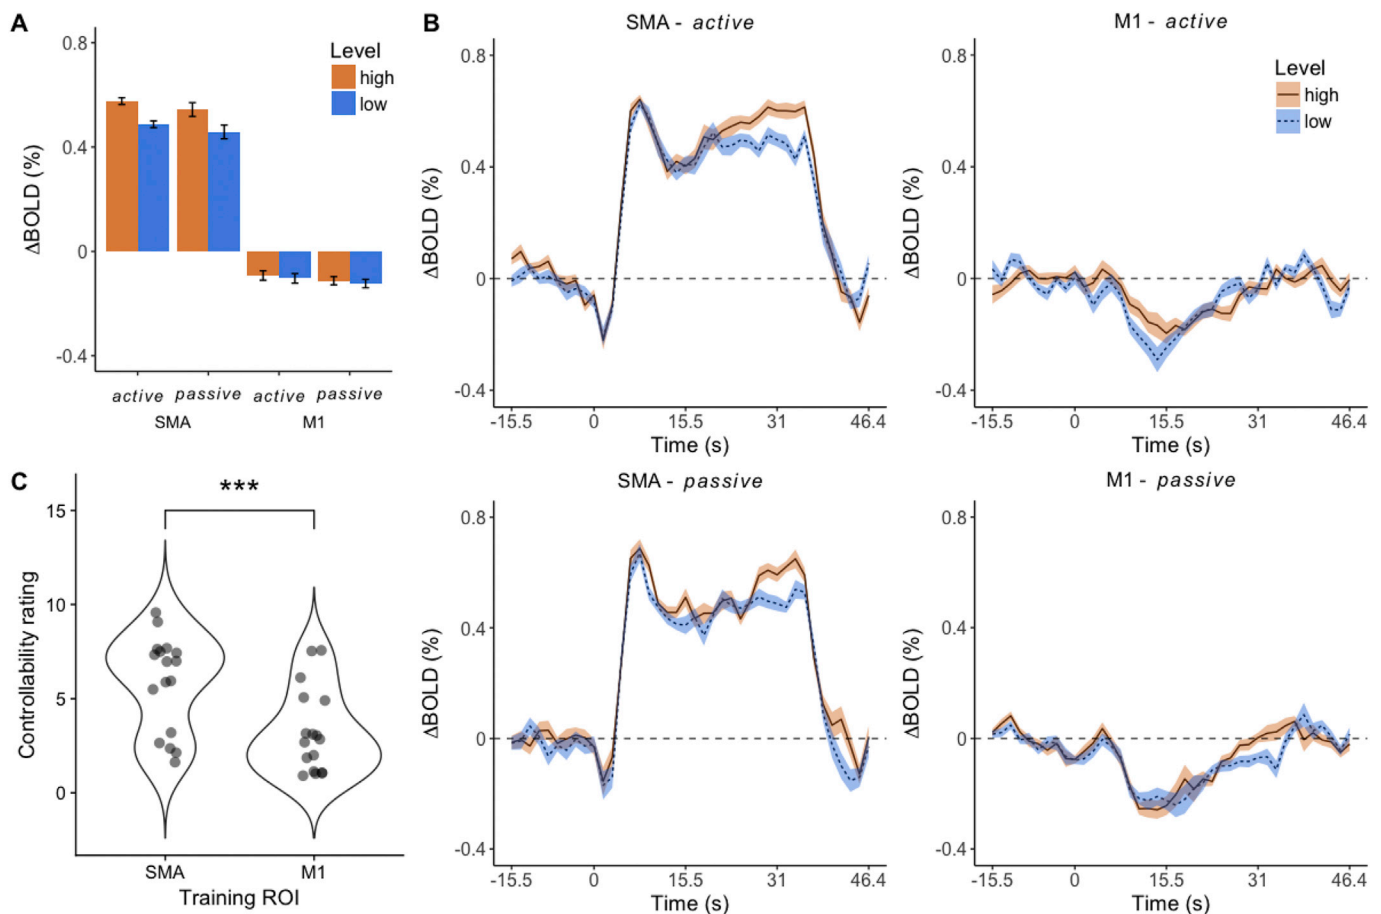 A
0.8
0.4
0
-0.4
ΔBOLD (%)
Level
high
low
active passive active passive
SMA M1
B
SMA - active
0.8
0.4
0
-0.4
ΔBOLD (%)
-15.5 0 15.5 31 46.4
Time (s)
M1 - active
Level
high
low
0.8
0.4
0
-0.4
ΔBOLD (%)
-15.5 0 15.5 31 46.4
Time (s)
C
***
15
10
5
0
Controllability rating
SMA M1
Training ROI
SMA - passive
0.8
0.4
0
-0.4
ΔBOLD (%)
-15.5 0 15.5 31 46.4
Time (s)
M1 - passive
0.8
0.4
0
-0.4
ΔBOLD (%)
-15.5 0 15.5 31 46.4
Time (s)